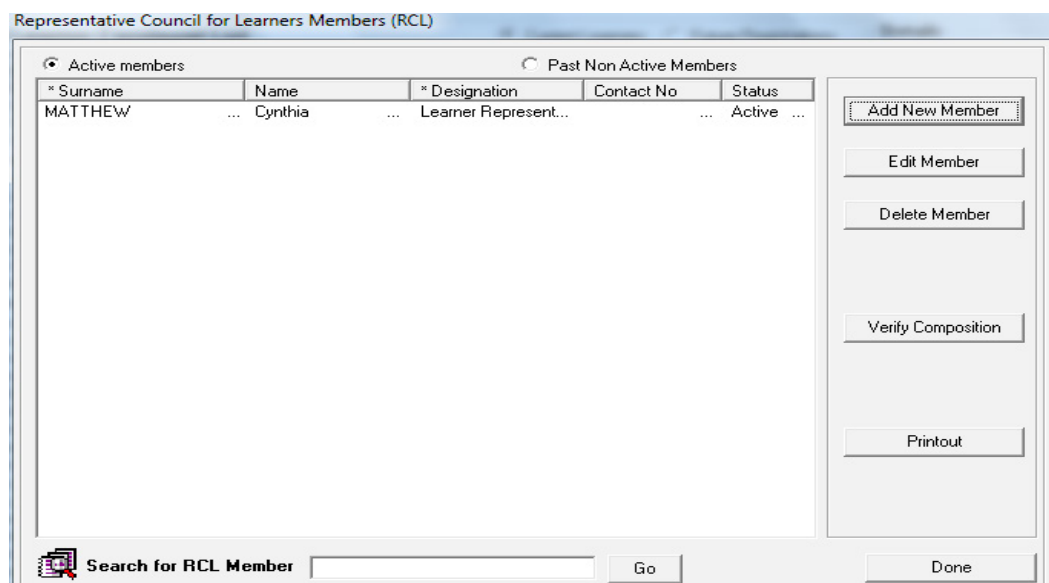 Representative Council for Learners Members (RCL)
Active members Past Non Active Members
* Surname Name * Designation Contact No Status
MATTHEW ... Cynthia ... Learner Represent... ... Active ...
Add New Member
Edit Member
Delete Member
Verify Composition
Printout
Search for RCL Member Go Done